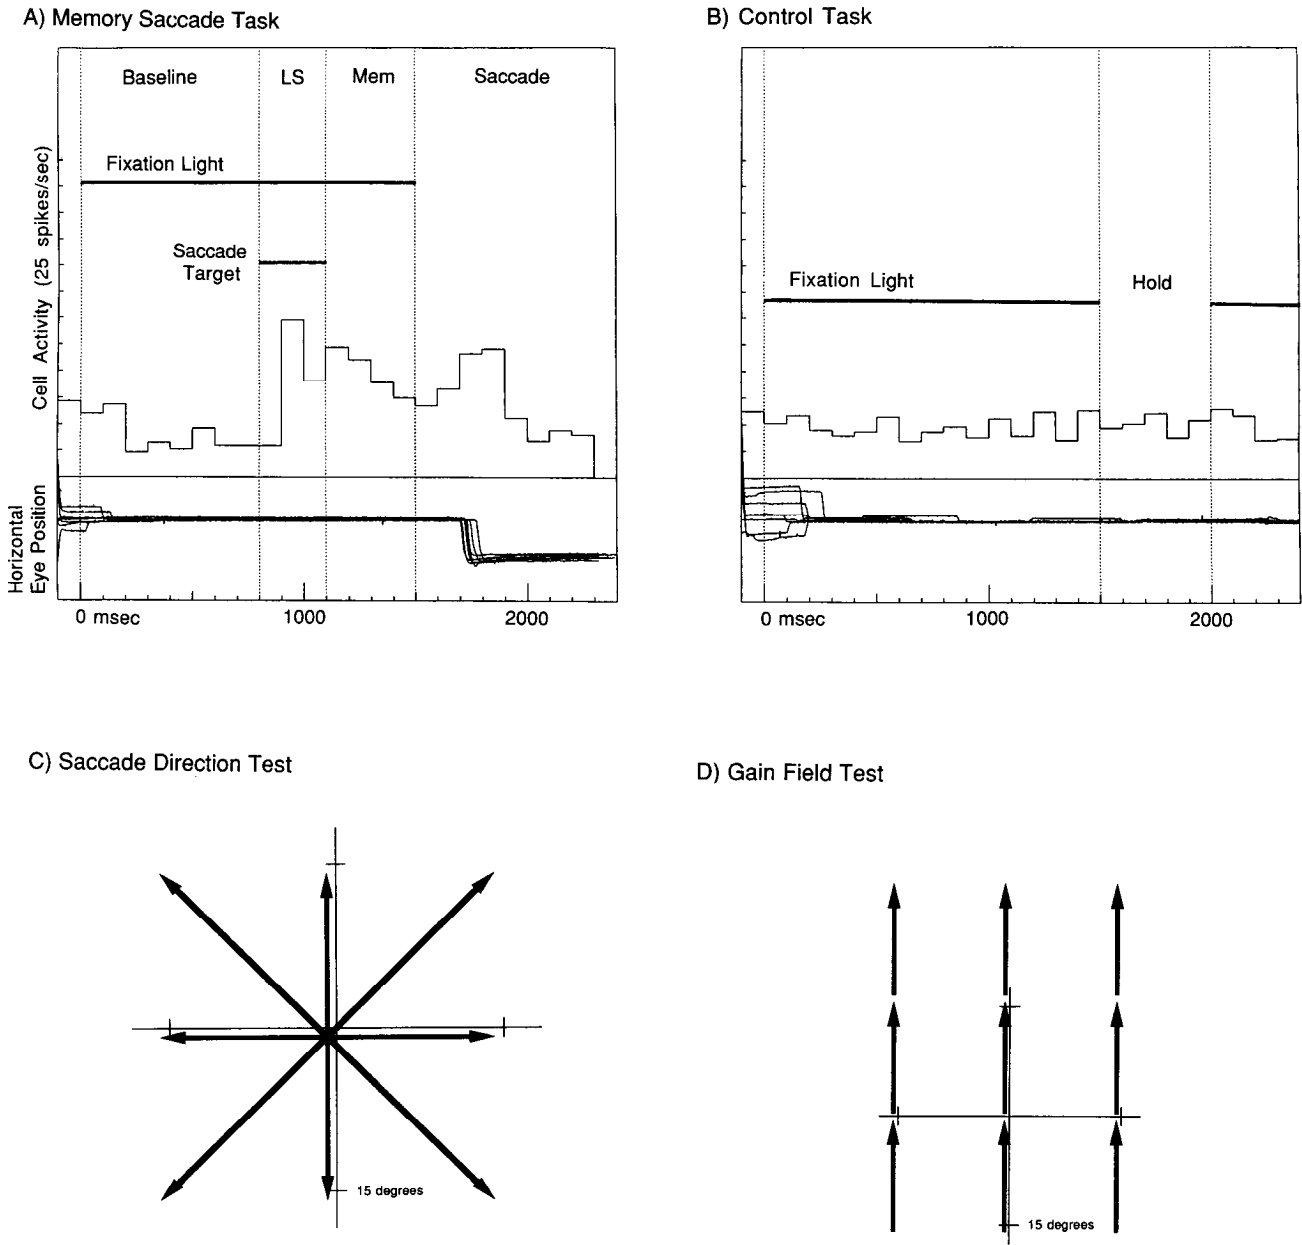 A) Memory Saccade Task
B) Control Task
Baseline
LS
Mem
Saccade
Fixation Light
Saccade
Target
Cell Activity (25 spikes/sec)
Horizontal
Eye Position
0 msec
1000
2000
Fixation Light
Hold
0 msec
1000
2000
C) Saccade Direction Test
D) Gain Field Test
15 degrees
15 degrees